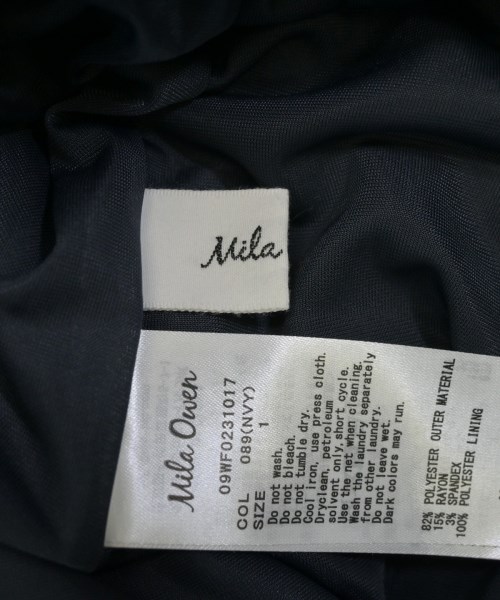 Mila
Mila Owen
09WFO231017
COL 089(NVY)
SIZE 1
Do not wash.
Do not bleach.
Do not tumble dry.
Cool iron, use press cloth.
Dryclean, petroleum
solvent only, short cycle.
Use the net when cleaning.
Wash the laundry separately
from other laundry.
Do not leave wet.
Dark colors may run.
82% POLYESTER OUTER MATERIAL
15% RAYON
3% SPANDEX
100% POLYESTER LINING